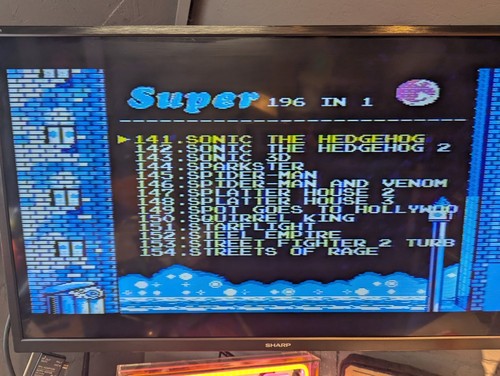 Super 196 IN 1
141.SONIC THE HEDGEHOG
142.SONIC THE HEDGEHOG 2
143.SONIC 3D
144.SPARKSTER
145.SPIDER-MAN
146.SPIDER-MAN AND VENOM
147.SPLATTER HOUSE 2
148.SPLATTER HOUSE 3
149.SPOT GOES TO HOLLYWOO
150.SQUIRREL KING
151.STARFLIGHT
152.STEEL EMPIRE
153.STREET FIGHTER 2 TURB
154.STREETS OF RAGE
SHARP